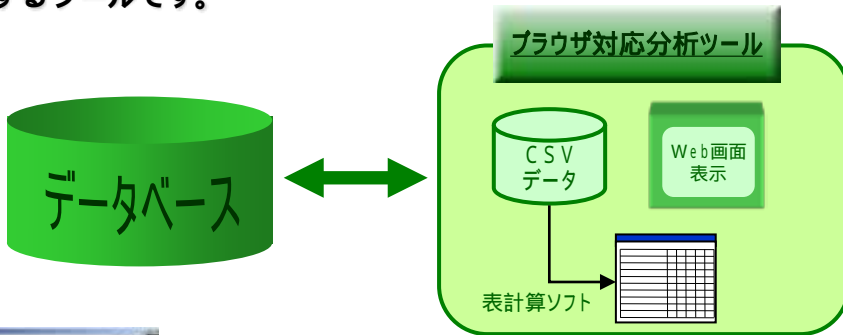 するツールです。
ブラウザ対応分析ツール
データベース
CSV
データ
Web画面
表示
表計算ソフト